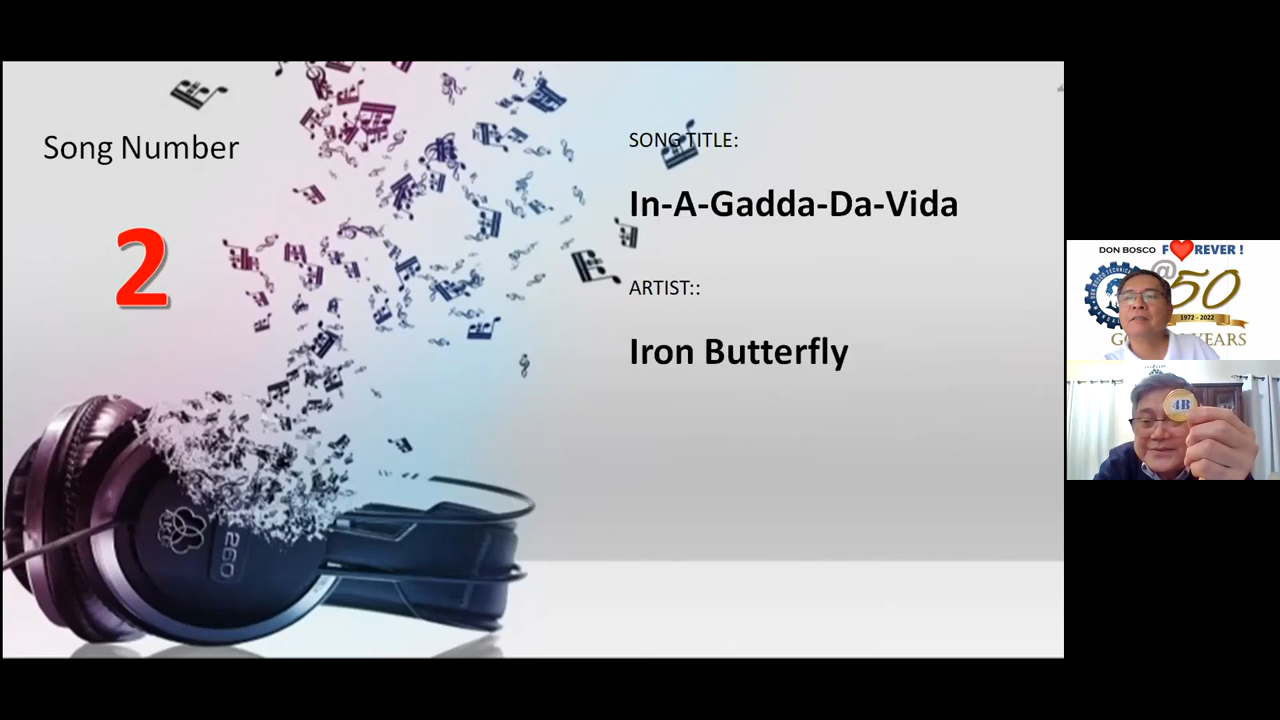 Song Number
2
SONG TITLE:
In-A-Gadda-Da-Vida
ARTIST::
Iron Butterfly
260
DON BOSCO F REVER !
@50
1972 - 2022
YEARS
4B